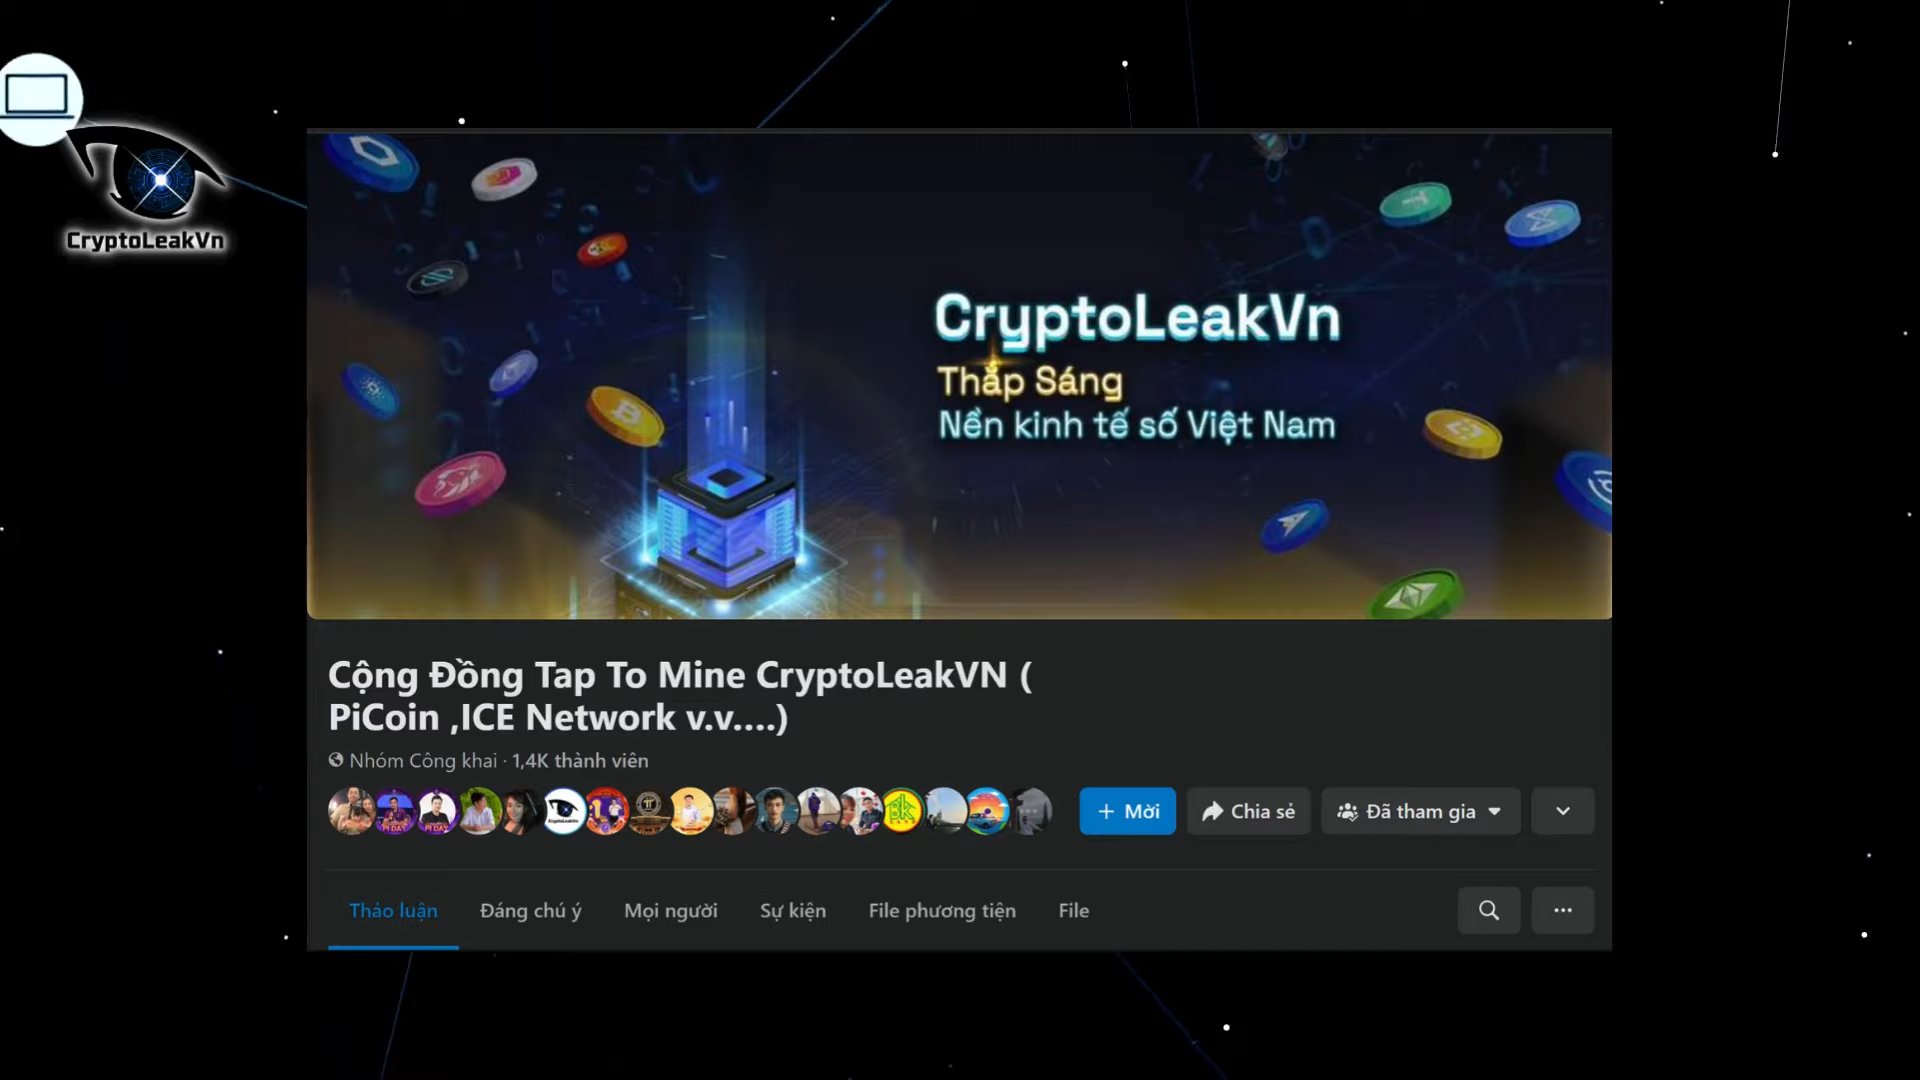 CryptoLeakVn
CryptoLeakVn
Thắp Sáng
Nền kinh tế số Việt Nam
Cộng Đồng Tap To Mine CryptoLeakVN (
PiCoin ,ICE Network v.v....)
Nhóm Công khai · 1,4K thành viên
+ Mời
Chia sẻ
Đã tham gia
Thảo luận
Đáng chú ý
Mọi người
Sự kiện
File phương tiện
File